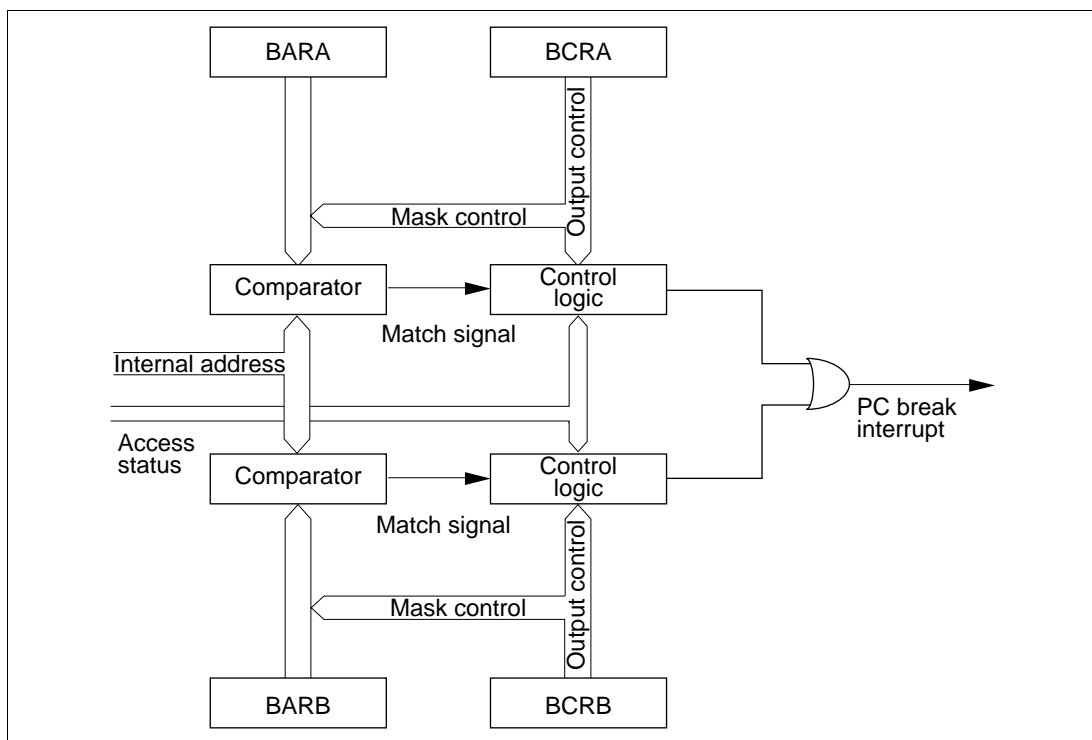 BARA
BCRA
Output control
Mask control
Comparator
Control
logic
Match signal
Internal address
Access
status
PC break
interrupt
Comparator
Control
logic
Match signal
Output control
Mask control
BARB
BCRB